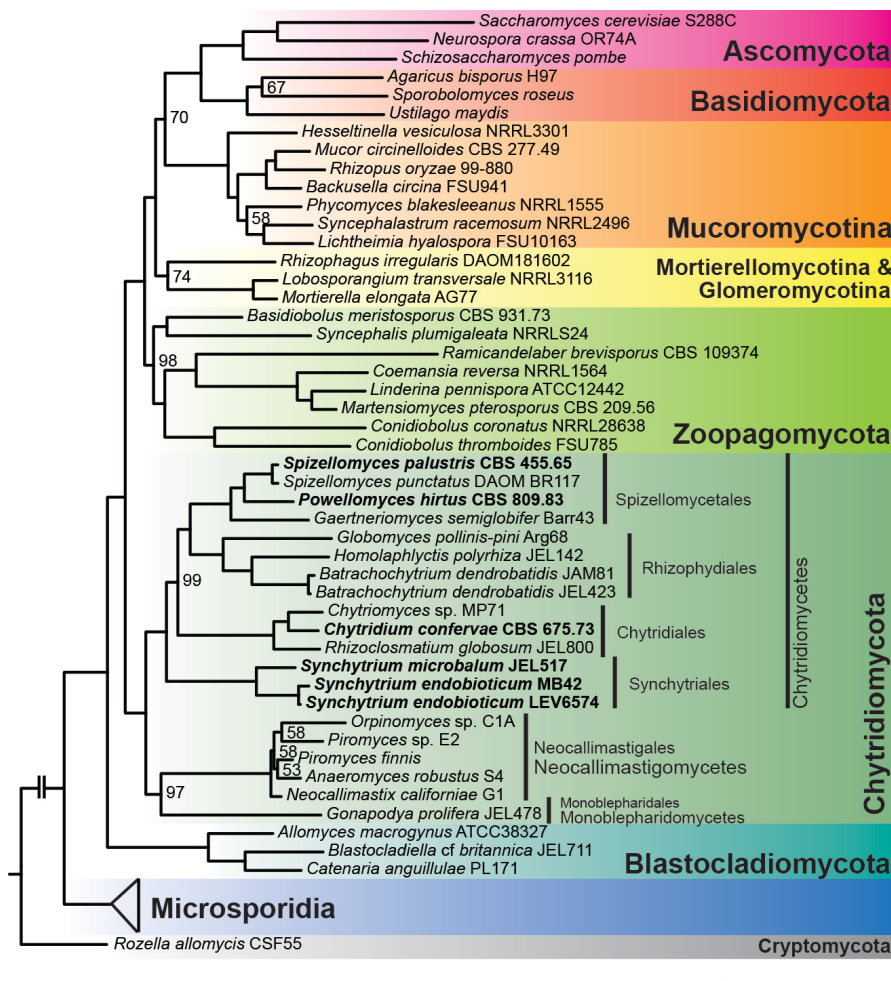 Saccharomyces cerevisiae S288C
Neurospora crassa OR74A
Schizosaccharomyces pombe
Ascomycota
Agaricus bisporus H97
67
Sporobolomyces roseus
Basidiomycota
Ustilago maydis
70
Hesseltinella vesiculosa NRRL3301
Mucor circinelloides CBS 277.49
Rhizopus oryzae 99-880
Backusella circina FSU941
Phycomyces blakesleeanus NRRL1555
58
Syncephalastrum racemosum NRRL2496
Mucoromycotina
Lichtheimia hyalospora FSU10163
Rhizophagus irregularis DAOM181602
Mortierellomycotina &
Glomeromycotina
74
Lobosporangium transversale NRRL3116
Mortierella elongata AG77
Basidiobolus meristosporus CBS 931.73
Syncephalis plumigaleata NRRLS24
98
Ramicandelaber brevisporus CBS 109374
Coemansia reversa NRRL1564
Linderina pennispora ATCC12442
Martensiomyces pterosporus CBS 209.56
Conidiobolus coronatus NRRL28638
Zoopagomycota
Conidiobolus thromboides FSU785
Spizellomyces palustris CBS 455.65
Spizellomyces punctatus DAOM BR117
Powellomyces hirtus CBS 809.83
Spizellomycetales
Gaertneriomyces semiglobifer Barr43
Globomyces pollinis-pini Arg68
Homolaphlyctis polyrhiza JEL142
Rhizophydiales
99
Batrachochytrium dendrobatidis JAM81
Batrachochytrium dendrobatidis JEL423
Chytriomyces sp. MP71
Chytridium confervae CBS 675.73
Chytridiales
Rhizoclosmatium globosum JEL800
Synchytrium microbalum JEL517
Synchytrium endobioticum MB42
Synchytriales
Synchytrium endobioticum LEV6574
Chytridiomycetes
Chytridiomycota
Orpinomyces sp. C1A
58
Piromyces sp. E2
58
Piromyces finnis
53
Anaeromyces robustus S4
Neocallimastigales
Neocallimastigomycetes
97
Neocallimastix californiae G1
Gonapodya prolifera JEL478
Monoblepharidales
Monoblepharidomycetes
Allomyces macrogynus ATCC38327
Blastocladiella cf britannica JEL711
Catenaria anguillulae PL171
Blastocladiomycota
Microsporidia
Rozella allomycis CSF55
Cryptomycota